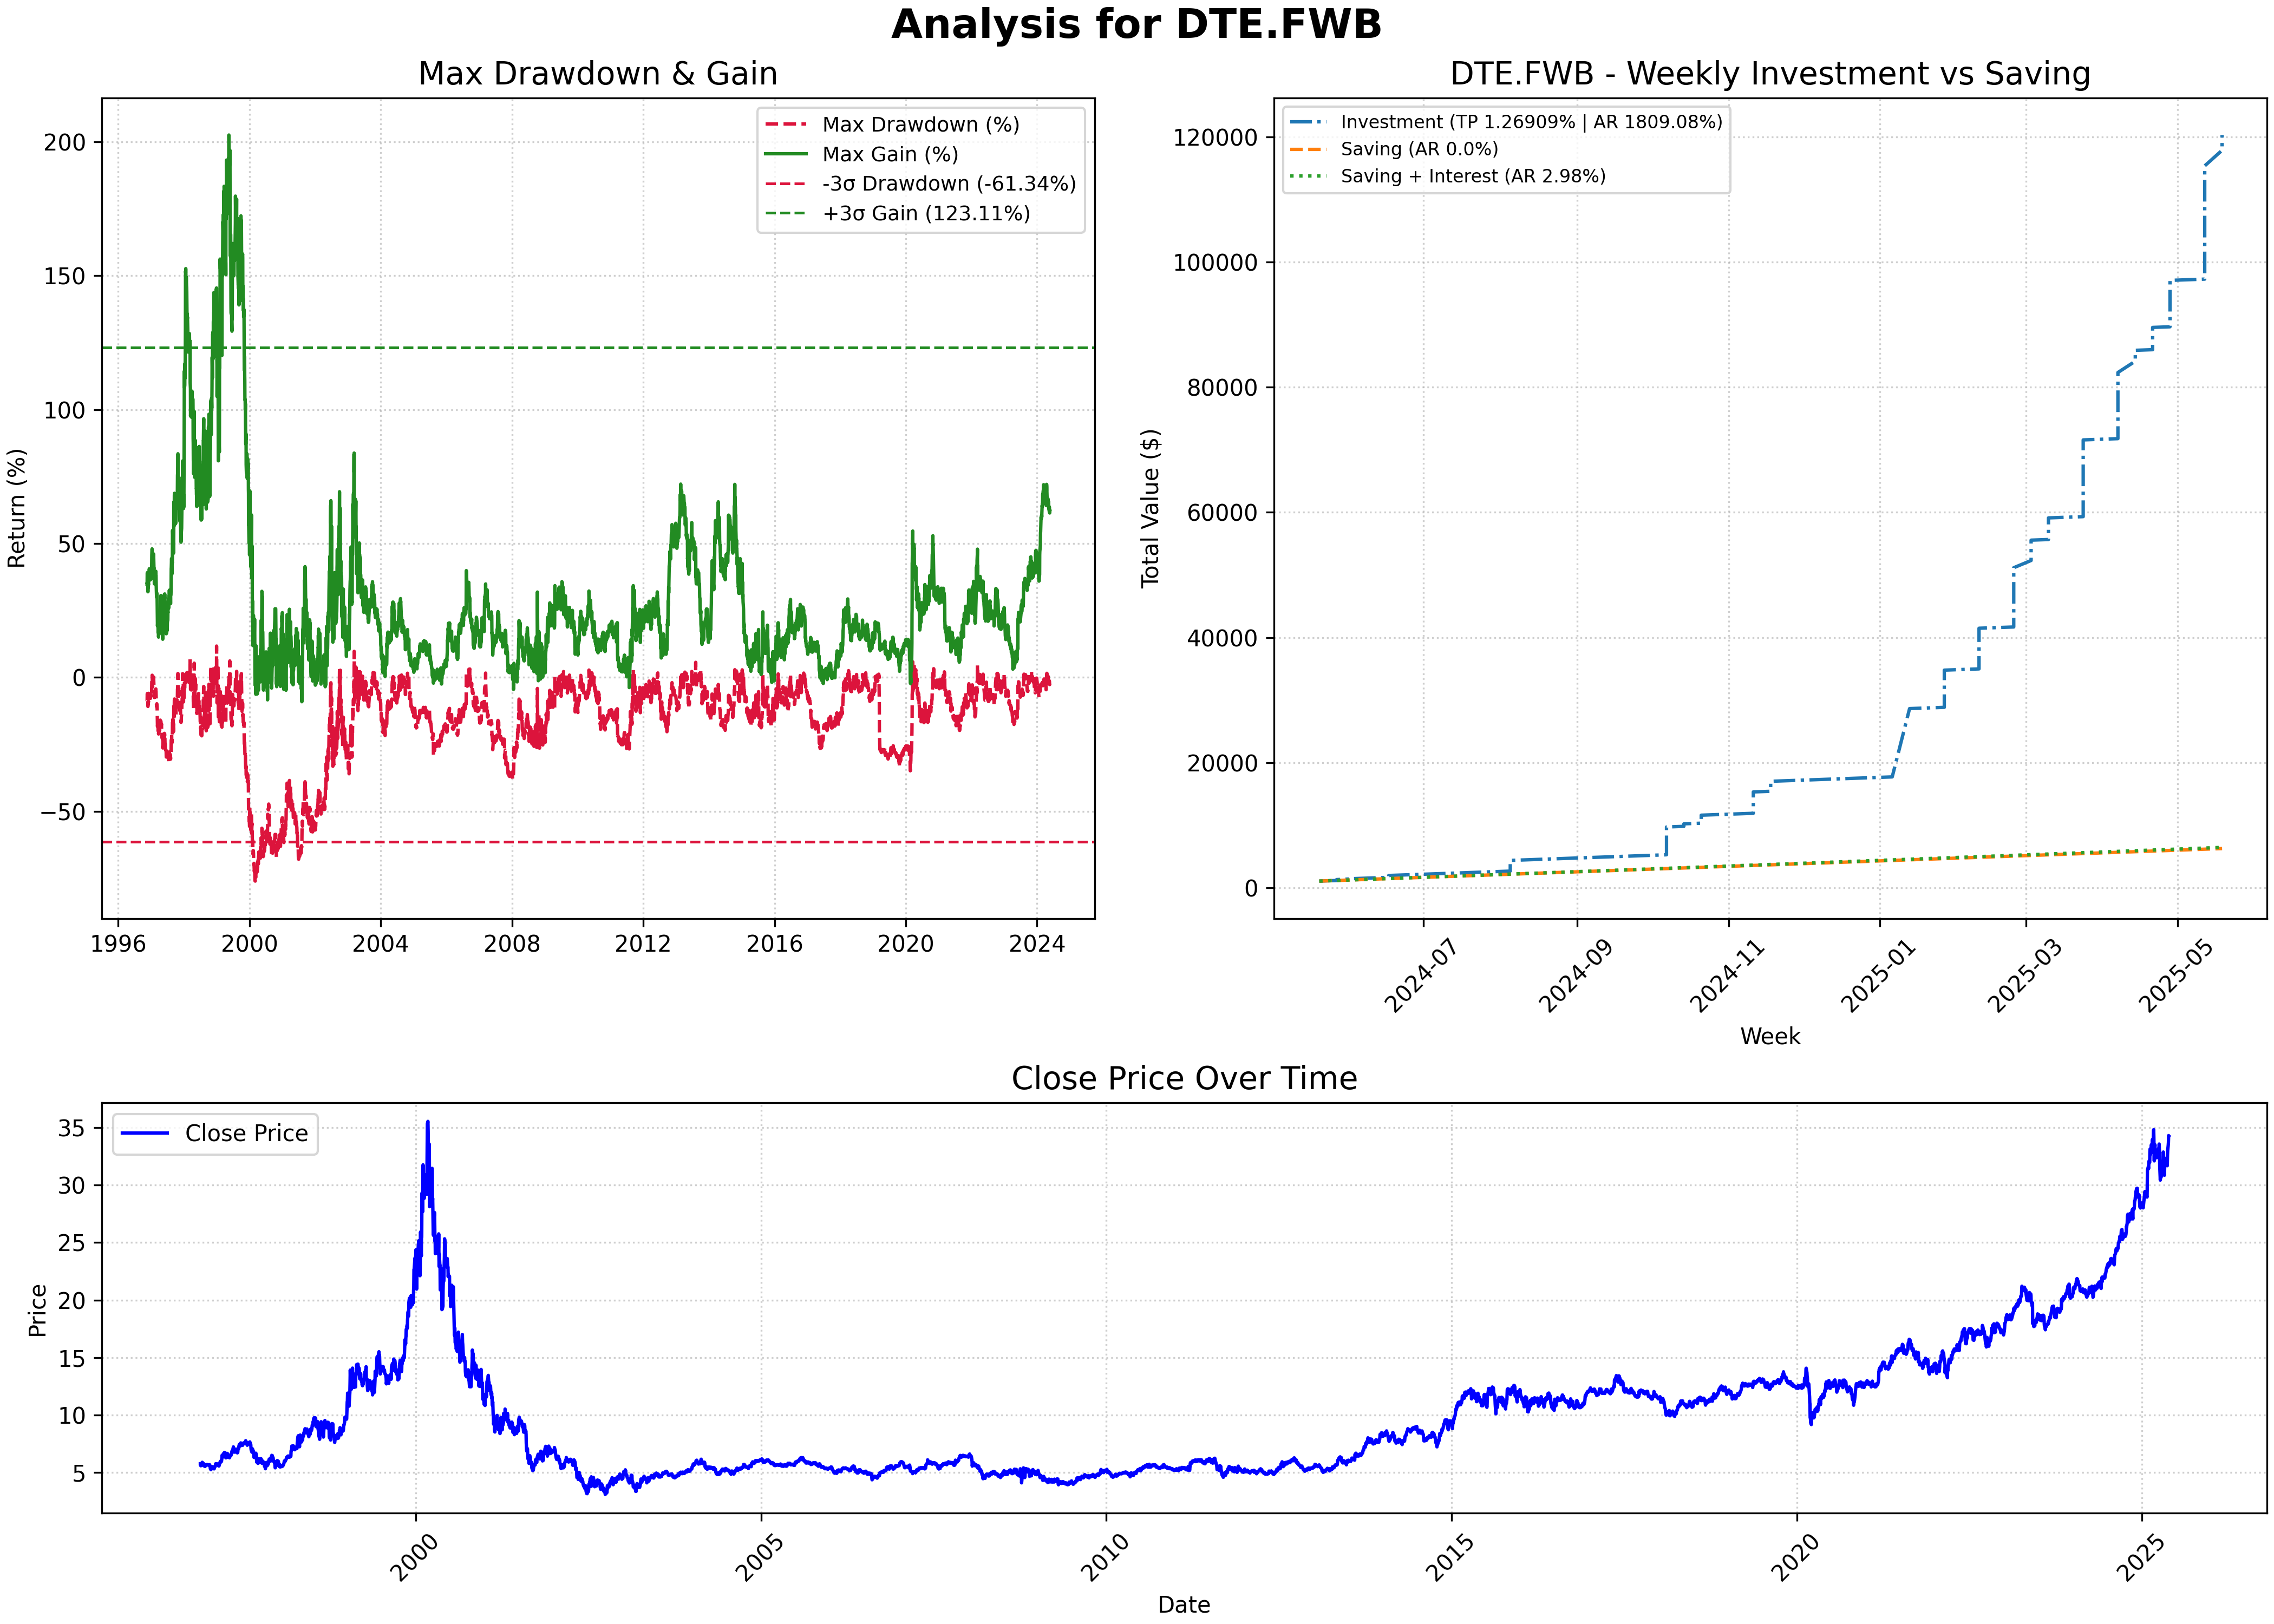 Analysis for DTE.FWB
Max Drawdown & Gain
Return (%)
200
150
100
50
0
−50
1996
2000
2004
2008
2012
2016
2020
2024
Max Drawdown (%)
Max Gain (%)
-3σ Drawdown (-61.34%)
+3σ Gain (123.11%)
DTE.FWB - Weekly Investment vs Saving
Total Value ($)
120000
100000
80000
60000
40000
20000
0
Investment (TP 1.26909% | AR 1809.08%)
Saving (AR 0.0%)
Saving + Interest (AR 2.98%)
2024-07
2024-09
2024-11
2025-01
2025-03
2025-05
Week
Close Price Over Time
Price
35
30
25
20
15
10
5
Close Price
2000
2005
2010
2015
2020
2025
Date